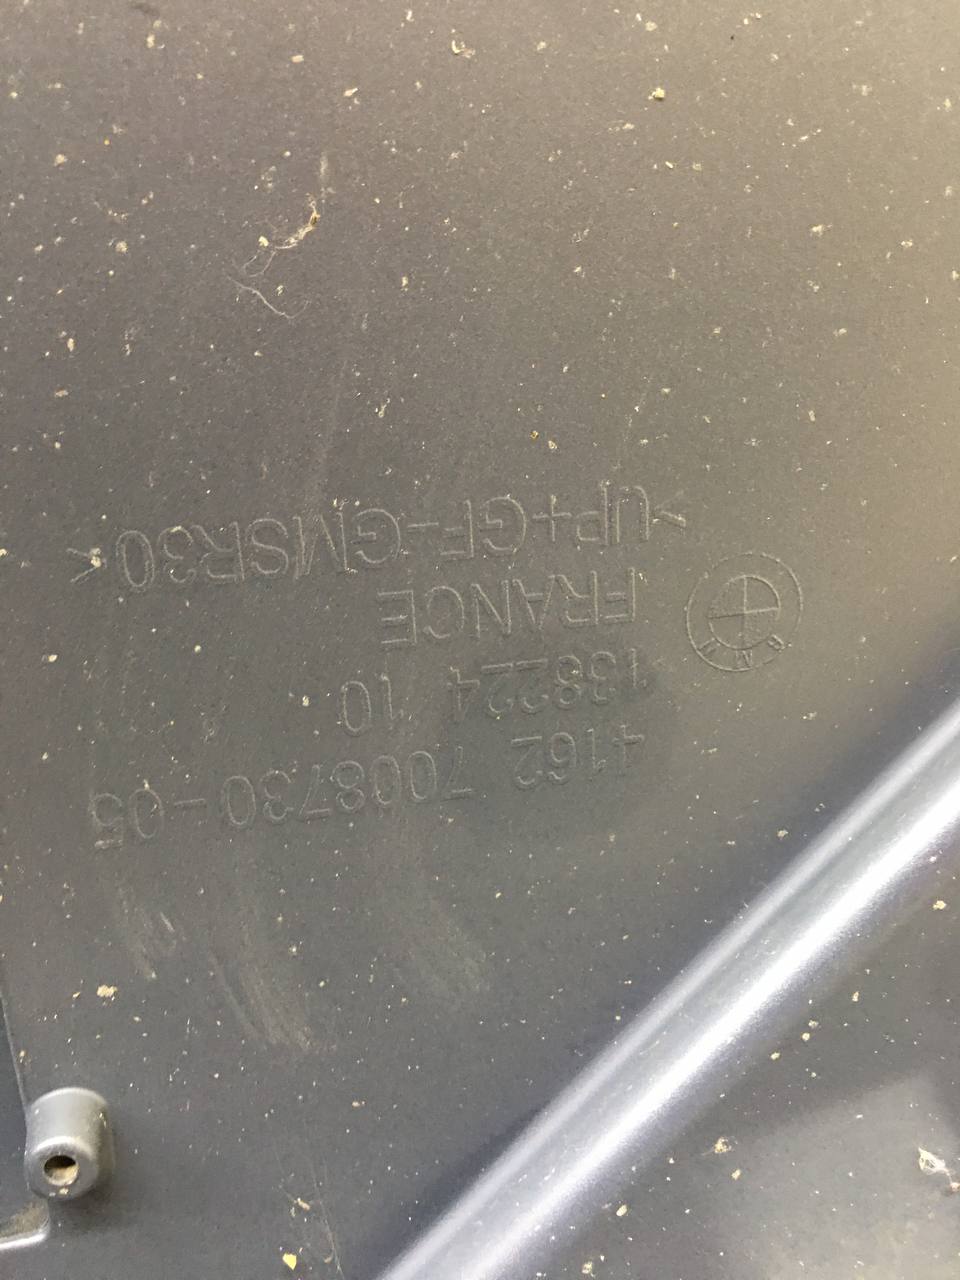 4162 7008730-05
138224 10
FRANCE
>UP+GF-GMSR30<
BMW